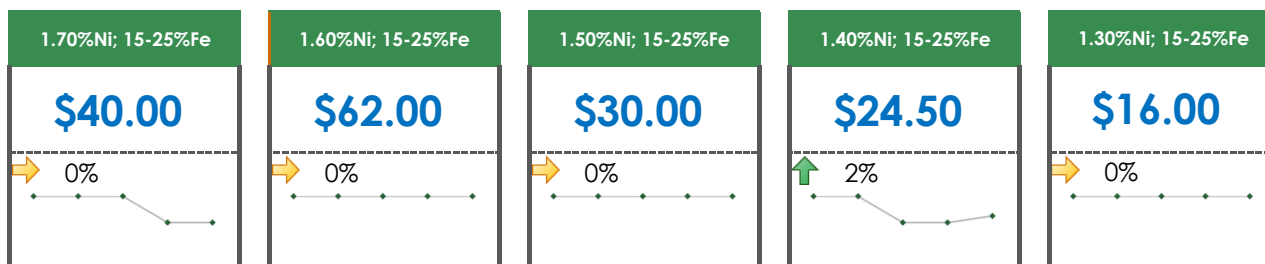 1.70%Ni; 15-25%Fe
$40.00
0%
1.60%Ni; 15-25%Fe
$62.00
0%
1.50%Ni; 15-25%Fe
$30.00
0%
1.40%Ni; 15-25%Fe
$24.50
2%
1.30%Ni; 15-25%Fe
$16.00
0%